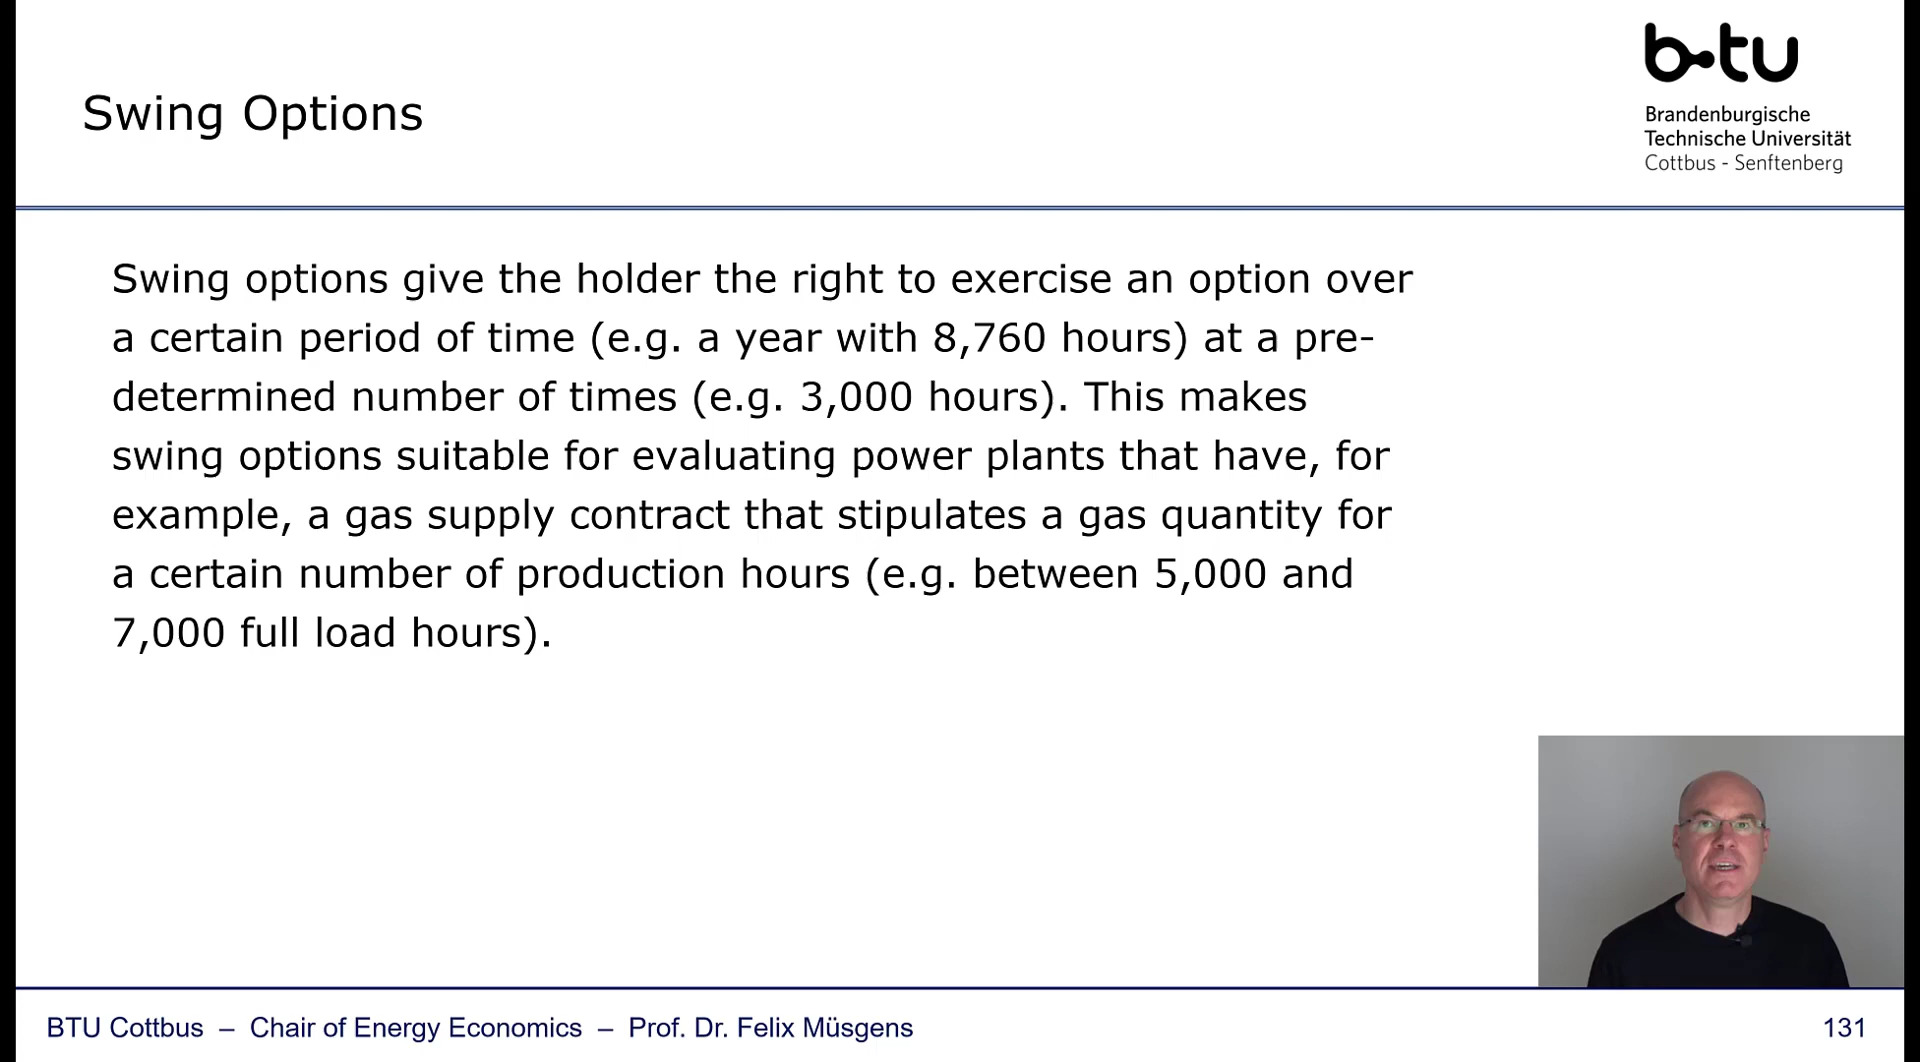 Swing Options
b-tu
Brandenburgische
Technische Universität
Cottbus - Senftenberg
Swing options give the holder the right to exercise an option over
a certain period of time (e.g. a year with 8,760 hours) at a pre-
determined number of times (e.g. 3,000 hours). This makes
swing options suitable for evaluating power plants that have, for
example, a gas supply contract that stipulates a gas quantity for
a certain number of production hours (e.g. between 5,000 and
7,000 full load hours).
BTU Cottbus – Chair of Energy Economics – Prof. Dr. Felix Müsgens
131